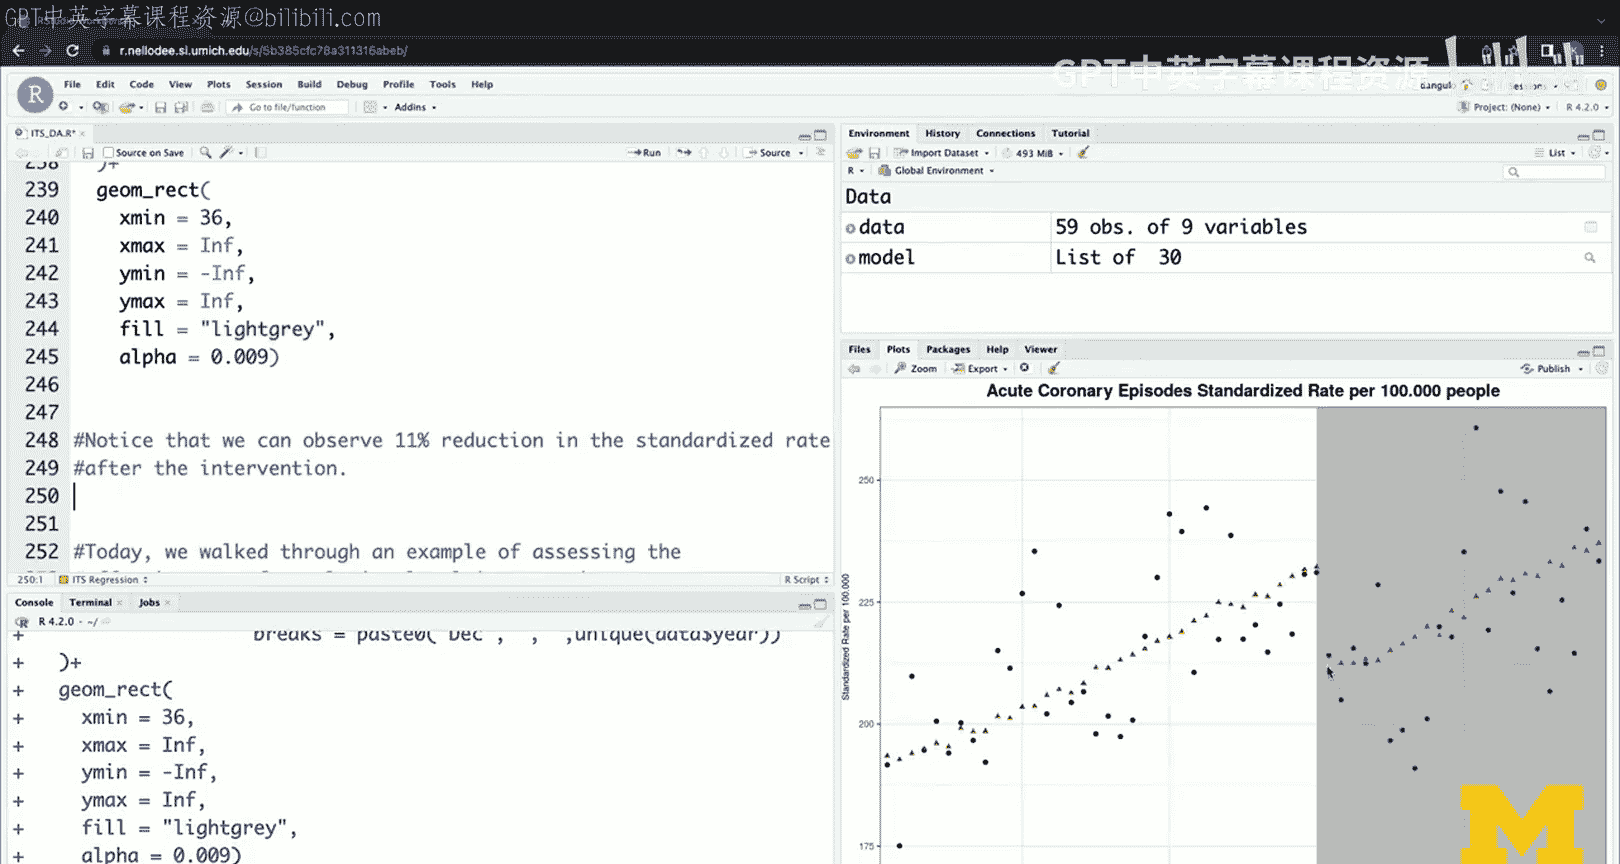 GPT中英字幕课程资源@bilibili.com
r.nellodee.si.umich.edu/s/5b385cfc78a311316abeb/
GPT中英字幕课程资源
bilibili
R
File Edit Code View Plots Session Build Debug Profile Tools Help
Go to file/function
Addins
Project: (None)
R 4.2.0
ITS_DA.R*
Source on Save
Run
Source
238 )+
239 geom_rect(
240 xmin = 36,
241 xmax = Inf,
242 ymin = -Inf,
243 ymax = Inf,
244 fill = "lightgrey",
245 alpha = 0.009)
246
247
248 #Notice that we can observe 11% reduction in the standardized rate
249 #after the intervention.
250
251
252 #Today, we walked through an example of assessing the
250:1 ITS Regression R Script
Console Terminal Jobs
R 4.2.0 · ~/
+ breaks = paste0("Dec", " ", ",unique(data$year))
+ )+
+ geom_rect(
+ xmin = 36,
+ xmax = Inf,
+ ymin = -Inf,
+ ymax = Inf,
+ fill = "lightgrey",
+ alpha = 0.009)
Environment History Connections Tutorial
Import Dataset 493 MiB List
R Global Environment
Data
data 59 obs. of 9 variables
model List of 30
Files Plots Packages Help Viewer
Zoom Export Publish
Acute Coronary Episodes Standardized Rate per 100.000 people
Standardized Rate per 100.000
250
225
200
175
M